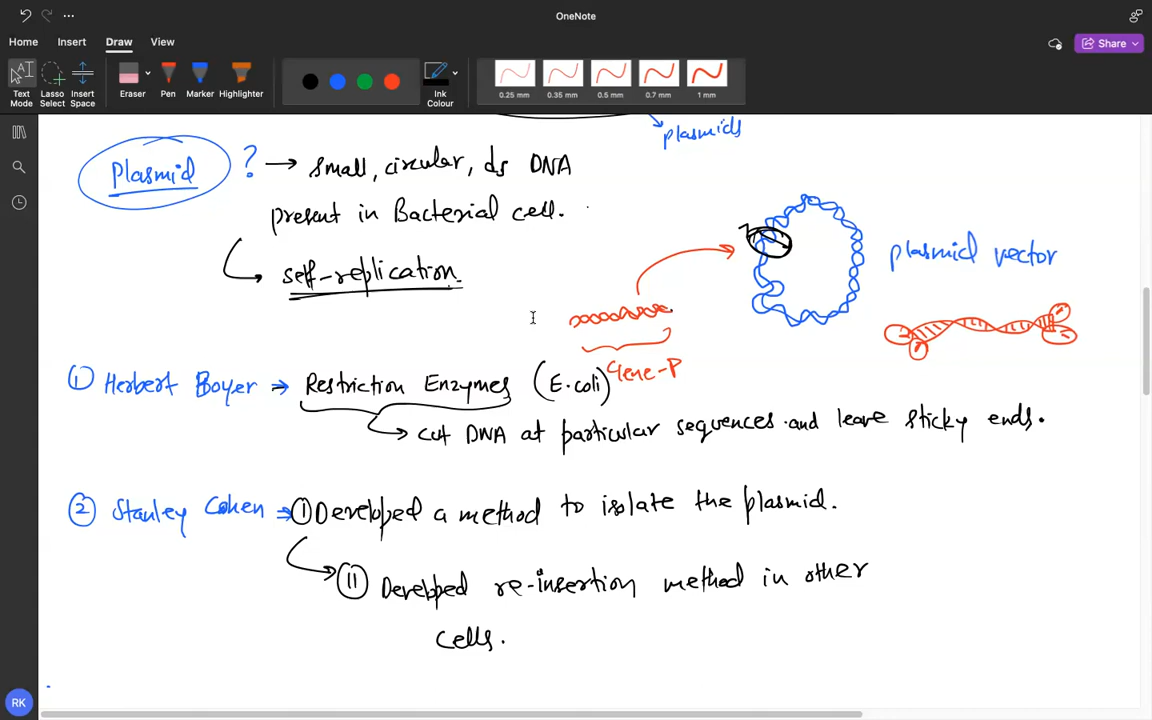 OneNote
Home Insert Draw View
Share
Text Mode
Lasso Select
Insert Space
Eraser
Pen
Marker
Highlighter
Ink Colour
0.25 mm
0.35 mm
0.5 mm
0.7 mm
1 mm
plasmids
Plasmid ? → small, circular, ds DNA
present in Bacterial cell.
self-replication
plasmid vector
Gene-P
① Herbert Boyer → Restriction Enzymes (E.coli)
cut DNA at particular sequences and leave sticky ends.
② Stanley Cohen ⇒ ① Developed a method to isolate the plasmid.
⑪ Developed re-insertion method in other
cells.
RK